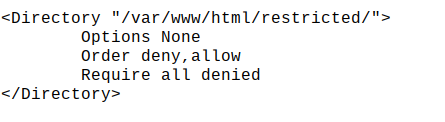 <Directory "/var/www/html/restricted/">
        Options None
        Order deny,allow
        Require all denied
</Directory>